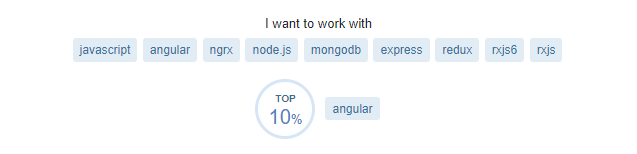 I want to work with
javascript angular ngrx node.js mongodb express redux rxjs6 rxjs
TOP
10% angular